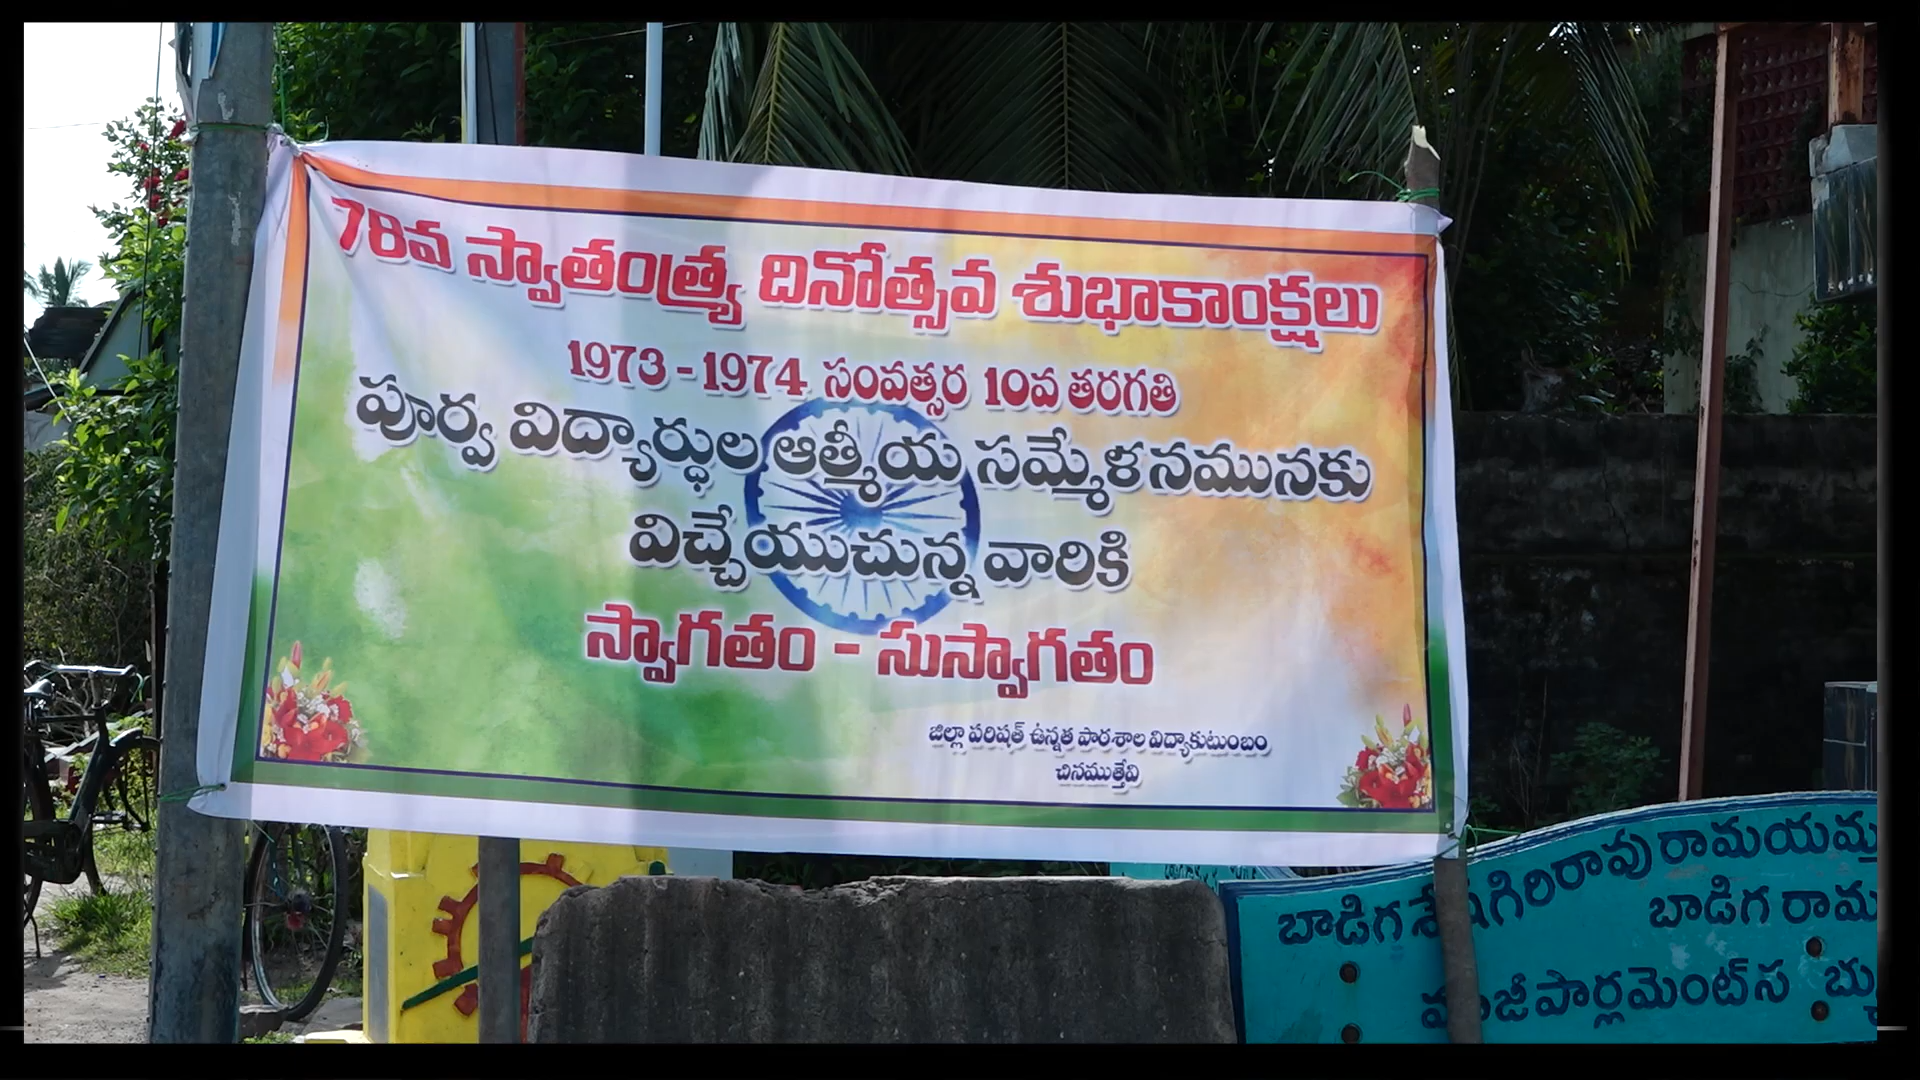 78వ స్వాతంత్ర్య దినోత్సవ శుభాకాంక్షలు
1973 - 1974 సంవత్సర 10వ తరగతి
పూర్వ విద్యార్ధుల ఆత్మీయ సమ్మేళనమునకు
విచ్చేయుచున్న వారికి
స్వాగతం - సుస్వాగతం
జిల్లా పరిషత్ ఉన్నత పాఠశాల విద్యాకుటుంబం
చినముత్తేవి
బాడిగ శేషగిరిరావు రామయమ్మ
బాడిగ రామ
మాజీపార్లమెంట్‌స